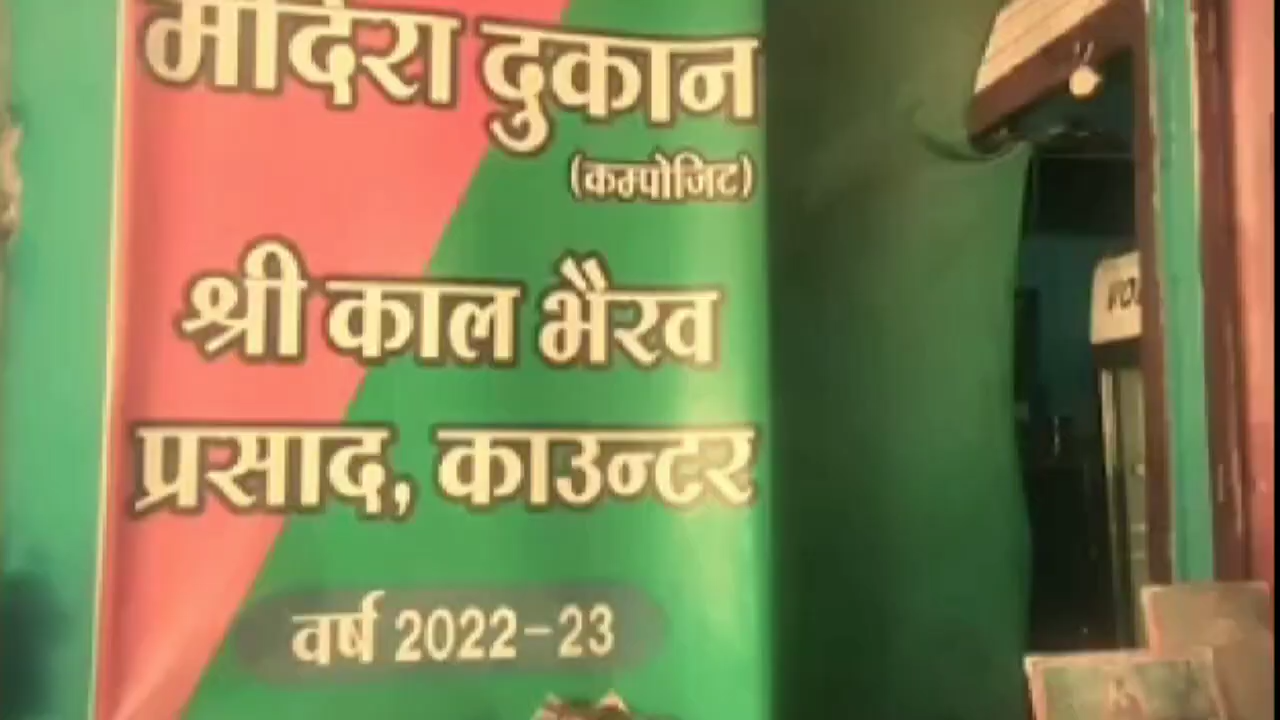 मदिरा दुकान
(कम्पोजिट)
श्री काल भैरव
प्रसाद, काउन्टर
वर्ष 2022-23